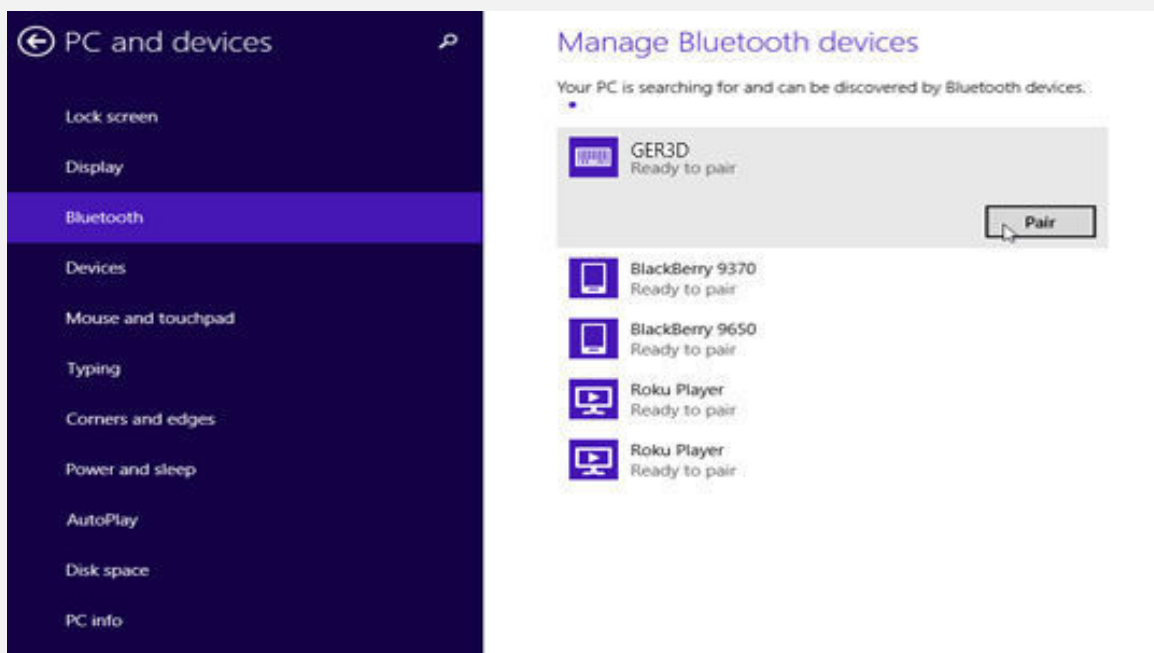 PC and devices
Lock screen
Display
Bluetooth
Devices
Mouse and touchpad
Typing
Corners and edges
Power and sleep
AutoPlay
Disk space
PC info
Manage Bluetooth devices
Your PC is searching for and can be discovered by Bluetooth devices.
GER3D
Ready to pair
Pair
BlackBerry 9370
Ready to pair
BlackBerry 9650
Ready to pair
Roku Player
Ready to pair
Roku Player
Ready to pair